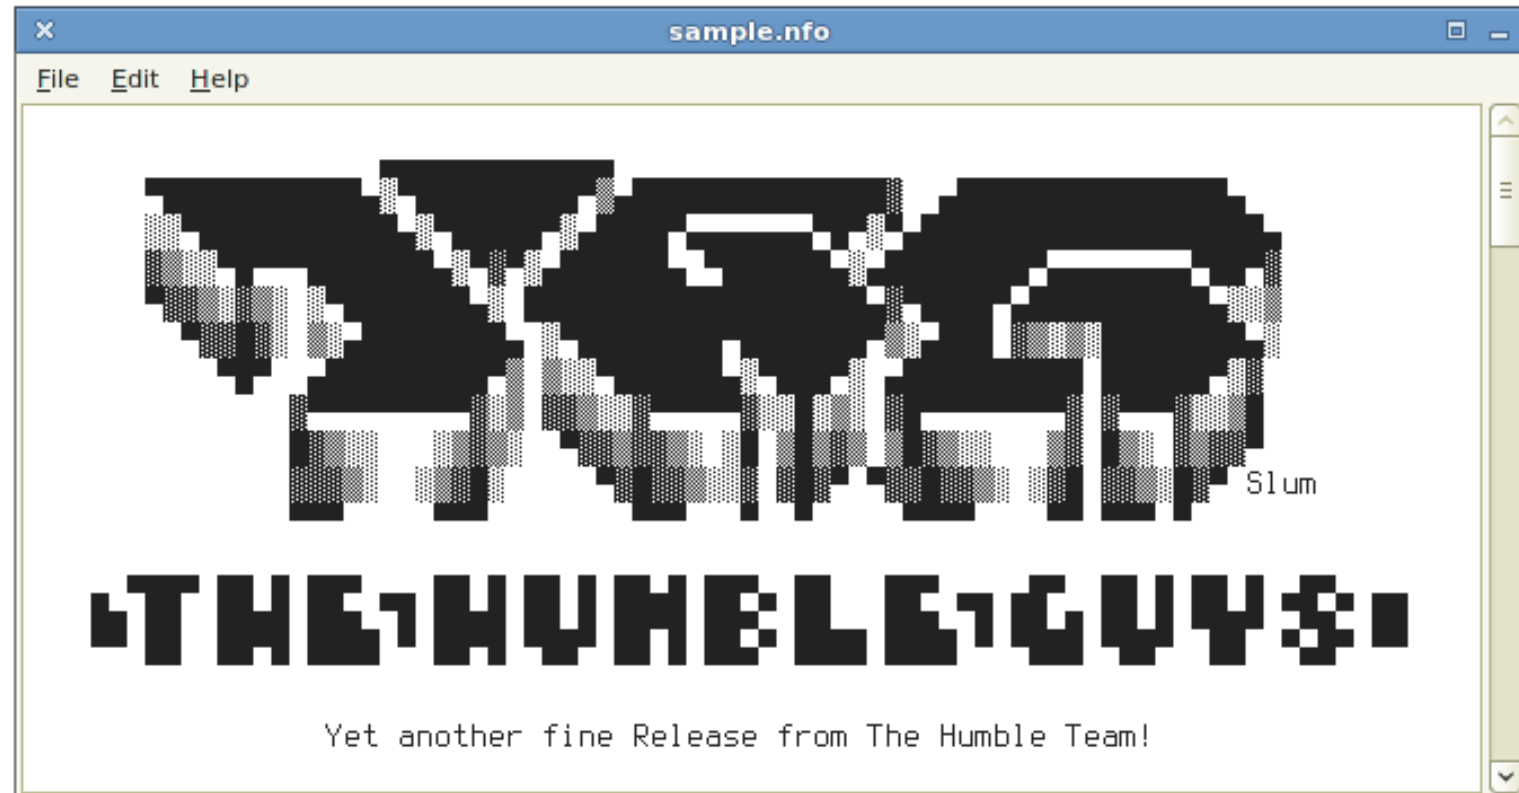 sample.nfo
File Edit Help
Slum
THE HUMBLE GUYS
Yet another fine Release from The Humble Team!